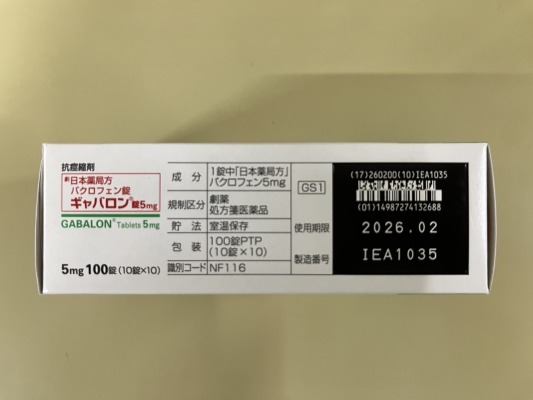 抗痙縮剤
劇 日本薬局方
バクロフェン錠
ギャバロン®錠5mg
GABALON® Tablets 5mg
5mg 100錠 (10錠×10)
成分 1錠中「日本薬局方」
バクロフェン5mg
規制区分 劇薬
処方箋医薬品
貯法 室温保存
包装 100錠PTP
(10錠×10)
識別コード NF116
GS1
使用期限
製造番号
(17)260200(10)IEA1035
(01)14987274132688
2026.02
IEA1035